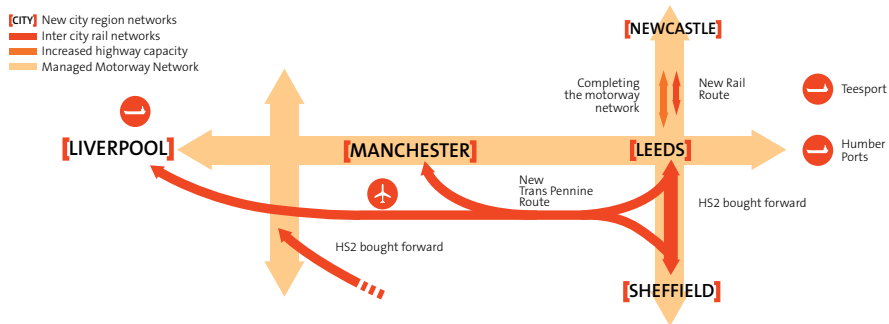 [CITY] New city region networks
Inter city rail networks
Increased highway capacity
Managed Motorway Network
[NEWCASTLE]
Completing
the motorway
network
New Rail
Route
Teesport
[LIVERPOOL]
[MANCHESTER]
[LEEDS]
Humber
Ports
New
Trans Pennine
Route
HS2 bought forward
HS2 bought forward
[SHEFFIELD]